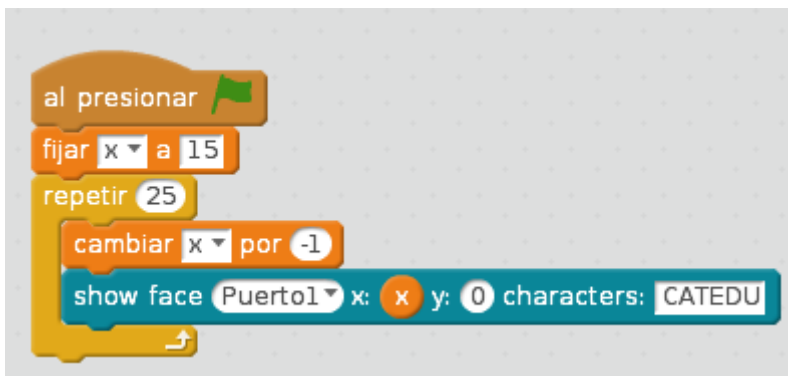 al presionar
fijar x a 15
repetir 25
cambiar x por -1
show face Puerto1 x: x y: 0 characters: CATEDU